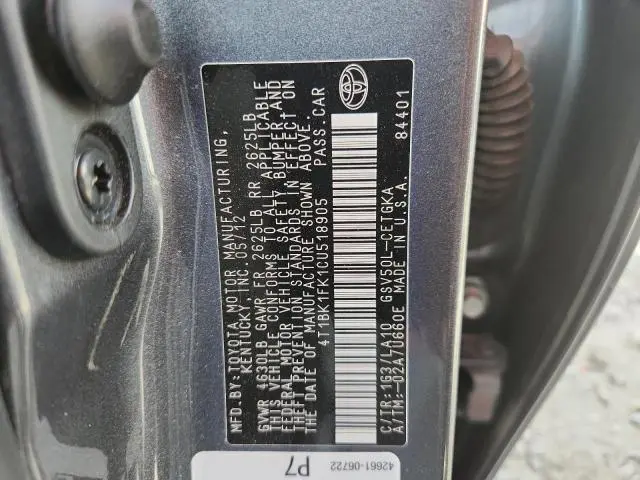 MFD BY: TOYOTA MOTOR MANUFACTURING,
KENTUCKY, INC. 05/12
GVWR 4630LB GAWR FR 2625LB RR 2625LB
THIS VEHICLE CONFORMS TO ALL APPLICABLE
FEDERAL MOTOR VEHICLE SAFETY, BUMPER, AND
THEFT PREVENTION STANDARDS IN EFFECT ON
THE DATE OF MANUFACTURE SHOWN ABOVE.
4T1BK1FK1CU518905 PASS.CAR
C/TR:1G3/LA10 GSV50L-CETGKA
A/TM:-02A/U660E MADE IN U.S.A. 84401
42661-06722
P7